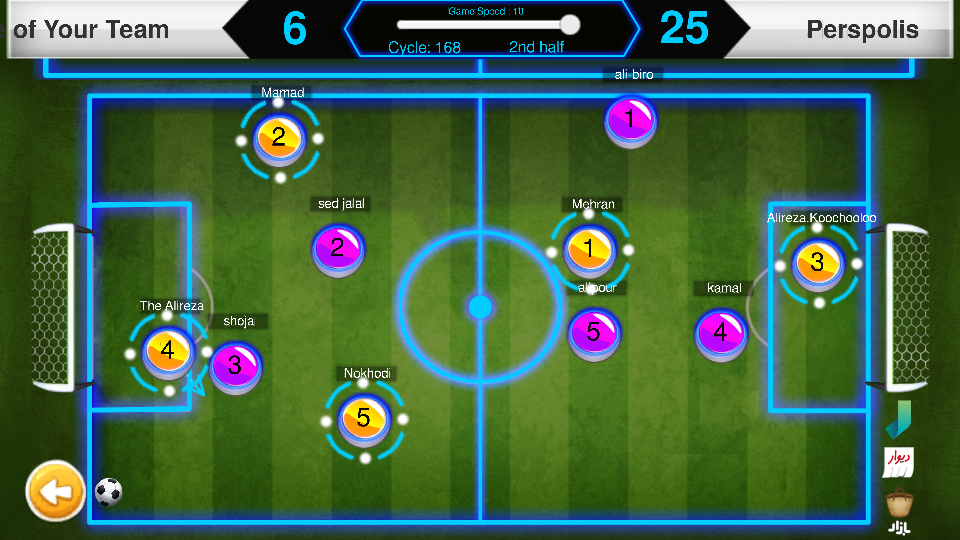 of Your Team
6
Game Speed : 10
Cycle: 168
2nd half
25
Perspolis
ali-biro
1
Mamad
2
sed jalal
2
Mehran
1
Alireza.Koochooloo
3
alipour
5
kamal
4
The Alireza
4
shoja
3
Nokhodi
5
دیوار
بازار